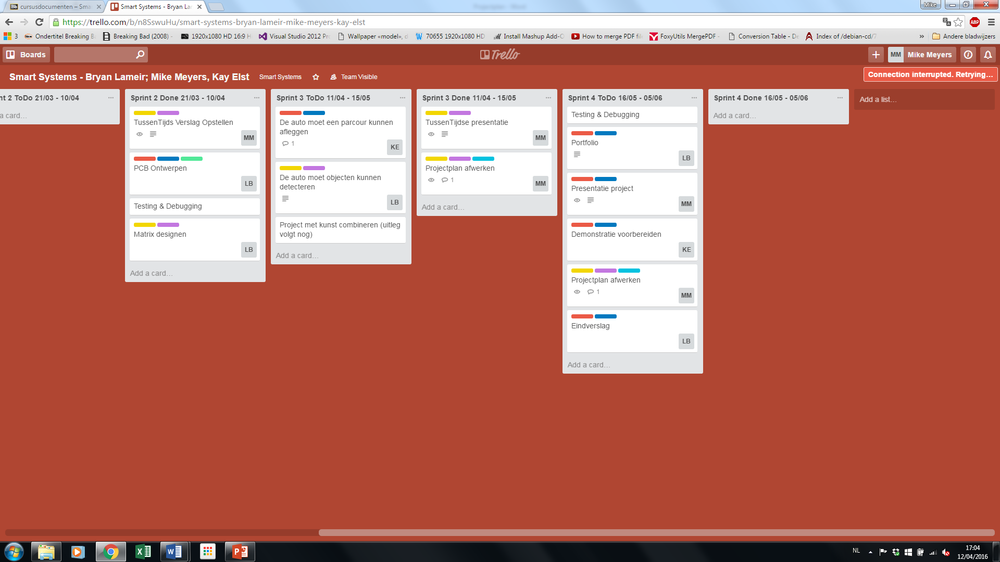 cursusdocumenten – Sma
Smart Systems - Bryan La
Mike
https://trello.com/b/n8SswuHu/smart-systems-bryan-lameir-mike-meyers-kay-elst
ABP
3
New
Ondertitel Breaking B
Breaking Bad (2008) -
1920x1080 HD 16:9 H
Visual Studio 2012 Pr
Wallpaper «model», d
70655 1920x1080 HD
Install Mashup Add-O
How to merge PDF fil
FoxyUtils MergePDF -
Conversion Table - De
Index of /debian-cd/7
»
Andere bladwijzers
Boards
Trello
MM
Mike Meyers
Smart Systems - Bryan Lameir; Mike Meyers, Kay Elst
Smart Systems
Team Visible
Connection interrupted. Retrying…
nt 2 ToDo 21/03 - 10/04
a card…
Sprint 2 Done 21/03 - 10/04
TussenTijds Verslag Opstellen
MM
PCB Ontwerpen
LB
Testing & Debugging
Matrix designen
LB
Add a card…
Sprint 3 ToDo 11/04 - 15/05
De auto moet een parcour kunnen
afleggen
1
KE
De auto moet objecten kunnen
detecteren
LB
Project met kunst combineren (uitleg
volgt nog)
Add a card…
Sprint 3 Done 11/04 - 15/05
TussenTijdse presentatie
MM
Projectplan afwerken
1
MM
Add a card…
Sprint 4 ToDo 16/05 - 05/06
Testing & Debugging
Portfolio
LB
Presentatie project
MM
Demonstratie voorbereiden
KE
Projectplan afwerken
1
MM
Eindverslag
LB
Add a card…
Sprint 4 Done 16/05 - 05/06
Add a card…
Add a list…
NL
17:04
12/04/2016